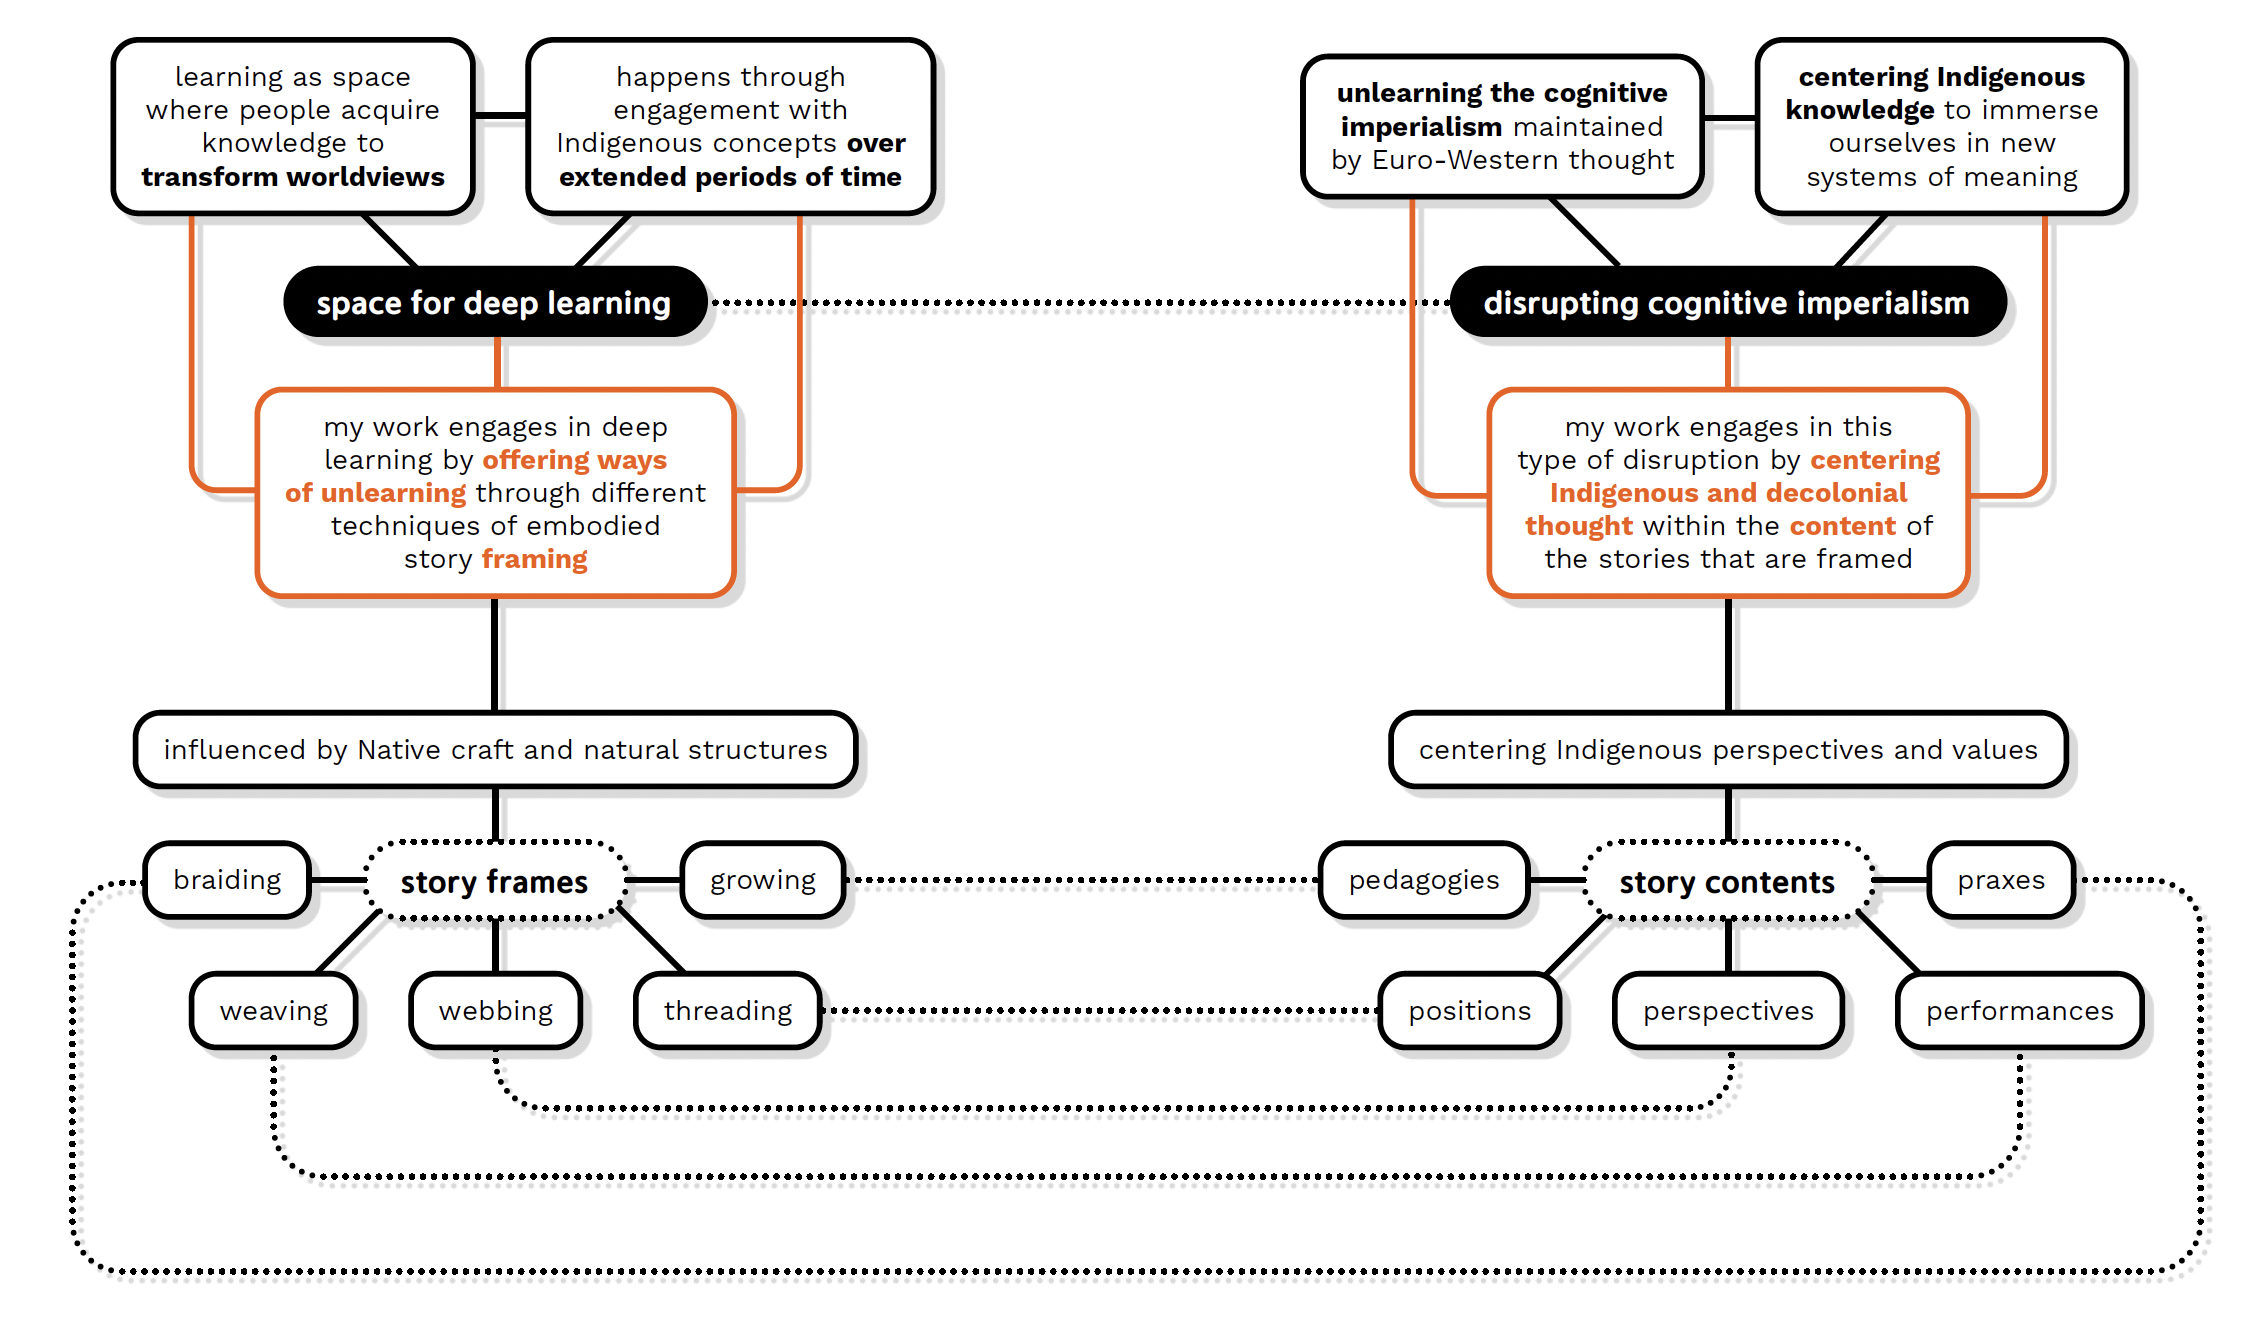 learning as space
where people acquire
knowledge to
transform worldviews
happens through
engagement with
Indigenous concepts over
extended periods of time
space for deep learning
my work engages in deep
learning by offering ways
of unlearning through different
techniques of embodied
story framing
influenced by Native craft and natural structures
braiding
story frames
growing
weaving
webbing
threading
unlearning the cognitive
imperialism maintained
by Euro-Western thought
centering Indigenous
knowledge to immerse
ourselves in new
systems of meaning
disrupting cognitive imperialism
my work engages in this
type of disruption by centering
Indigenous and decolonial
thought within the content of
the stories that are framed
centering Indigenous perspectives and values
pedagogies
story contents
praxes
positions
perspectives
performances